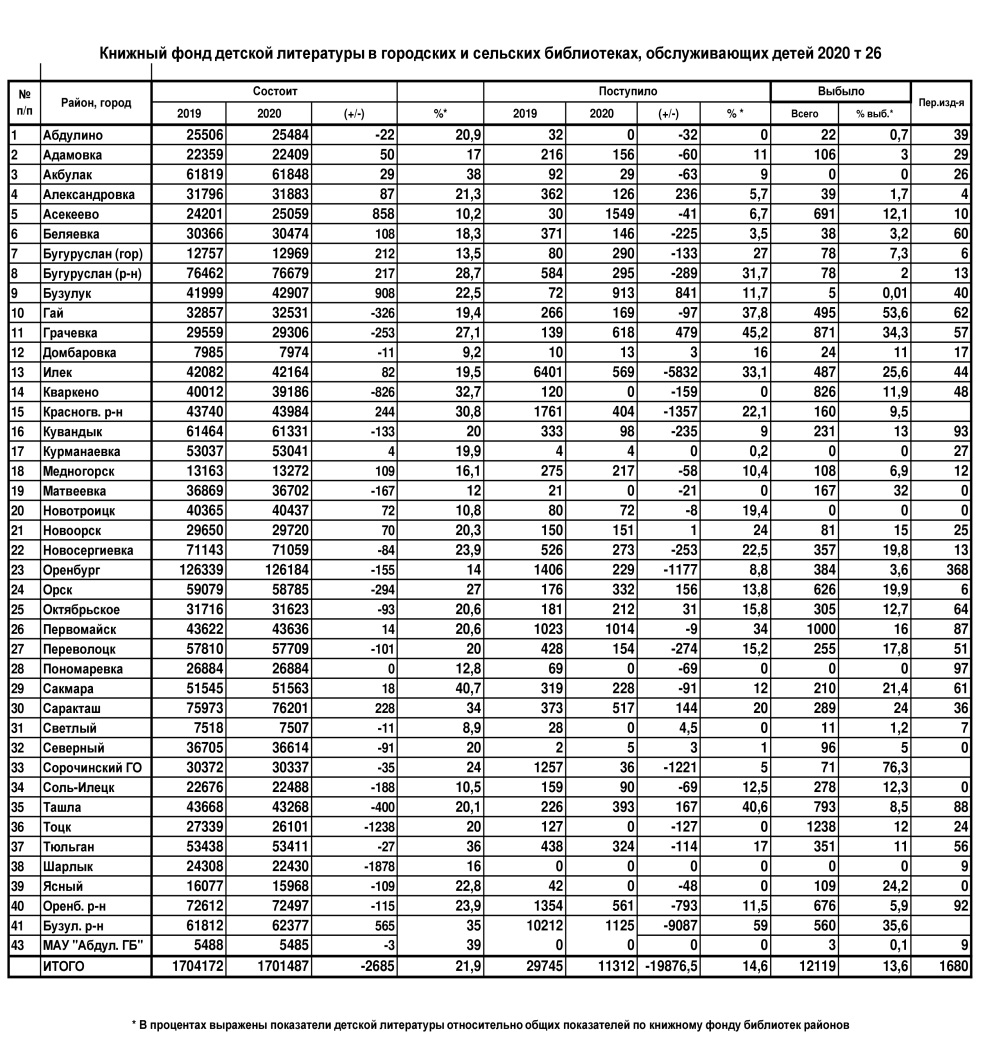 Книжный фонд детской литературы в городских и сельских библиотеках, обслуживающих детей 2020 т 26
№ п/п Район, город Состоит %* Поступило Выбыло Пер.изд-я
2019 2020 (+/-) 2019 2020 (+/-) % * Всего % выб.*
1 Абдулино 25506 25484 -22 20,9 32 0 -32 0 22 0,7 39
2 Адамовка 22359 22409 50 17 216 156 -60 11 106 3 29
3 Акбулак 61819 61848 29 38 92 29 -63 9 0 0 26
4 Александровка 31796 31883 87 21,3 362 126 236 5,7 39 1,7 4
5 Асекеево 24201 25059 858 10,2 30 1549 -41 6,7 691 12,1 10
6 Беляевка 30366 30474 108 18,3 371 146 -225 3,5 38 3,2 60
7 Бугуруслан (гор) 12757 12969 212 13,5 80 290 -133 27 78 7,3 6
8 Бугуруслан (р-н) 76462 76679 217 28,7 584 295 -289 31,7 78 2 13
9 Бузулук 41999 42907 908 22,5 72 913 841 11,7 5 0,01 40
10 Гай 32857 32531 -326 19,4 266 169 -97 37,8 495 53,6 62
11 Грачевка 29559 29306 -253 27,1 139 618 479 45,2 871 34,3 57
12 Домбаровка 7985 7974 -11 9,2 10 13 3 16 24 11 17
13 Илек 42082 42164 82 19,5 6401 569 -5832 33,1 487 25,6 44
14 Кваркено 40012 39186 -826 32,7 120 0 -159 0 826 11,9 48
15 Красногв. р-н 43740 43984 244 30,8 1761 404 -1357 22,1 160 9,5
16 Кувандык 61464 61331 -133 20 333 98 -235 9 231 13 93
17 Курманаевка 53037 53041 4 19,9 4 4 0 0,2 0 0 27
18 Медногорск 13163 13272 109 16,1 275 217 -58 10,4 108 6,9 12
19 Матвеевка 36869 36702 -167 12 21 0 -21 0 167 32 0
20 Новотроицк 40365 40437 72 10,8 80 72 -8 19,4 0 0 0
21 Новоорск 29650 29720 70 20,3 150 151 1 24 81 15 25
22 Новосергиевка 71143 71059 -84 23,9 526 273 -253 22,5 357 19,8 13
23 Оренбург 126339 126184 -155 14 1406 229 -1177 8,8 384 3,6 368
24 Орск 59079 58785 -294 27 176 332 156 13,8 626 19,9 6
25 Октябрьское 31716 31623 -93 20,6 181 212 31 15,8 305 12,7 64
26 Первомайск 43622 43636 14 20,6 1023 1014 -9 34 1000 16 87
27 Переволоцк 57810 57709 -101 20 428 154 -274 15,2 255 17,8 51
28 Пономаревка 26884 26884 0 12,8 69 0 -69 0 0 0 97
29 Сакмара 51545 51563 18 40,7 319 228 -91 12 210 21,4 61
30 Саракташ 75973 76201 228 34 373 517 144 20 289 24 36
31 Светлый 7518 7507 -11 8,9 28 0 4,5 0 11 1,2 7
32 Северный 36705 36614 -91 20 2 5 3 1 96 5 0
33 Сорочинский ГО 30372 30337 -35 24 1257 36 -1221 5 71 76,3
34 Соль-Илецк 22676 22488 -188 10,5 159 90 -69 12,5 278 12,3 0
35 Ташла 43668 43268 -400 20,1 226 393 167 40,6 793 8,5 88
36 Тоцк 27339 26101 -1238 20 127 0 -127 0 1238 12 24
37 Тюльган 53438 53411 -27 36 438 324 -114 17 351 11 56
38 Шарлык 24308 22430 -1878 16 0 0 0 0 0 0 9
39 Ясный 16077 15968 -109 22,8 42 0 -48 0 109 24,2 0
40 Оренб. р-н 72612 72497 -115 23,9 1354 561 -793 11,5 676 5,9 92
41 Бузул. р-н 61812 62377 565 35 10212 1125 -9087 59 560 35,6
43 МАУ "Абдул. ГБ" 5488 5485 -3 39 0 0 0 0 3 0,1 9
ИТОГО 1704172 1701487 -2685 21,9 29745 11312 -19876,5 14,6 12119 13,6 1680
* В процентах выражены показатели детской литературы относительно общих показателей по книжному фонду библиотек районов